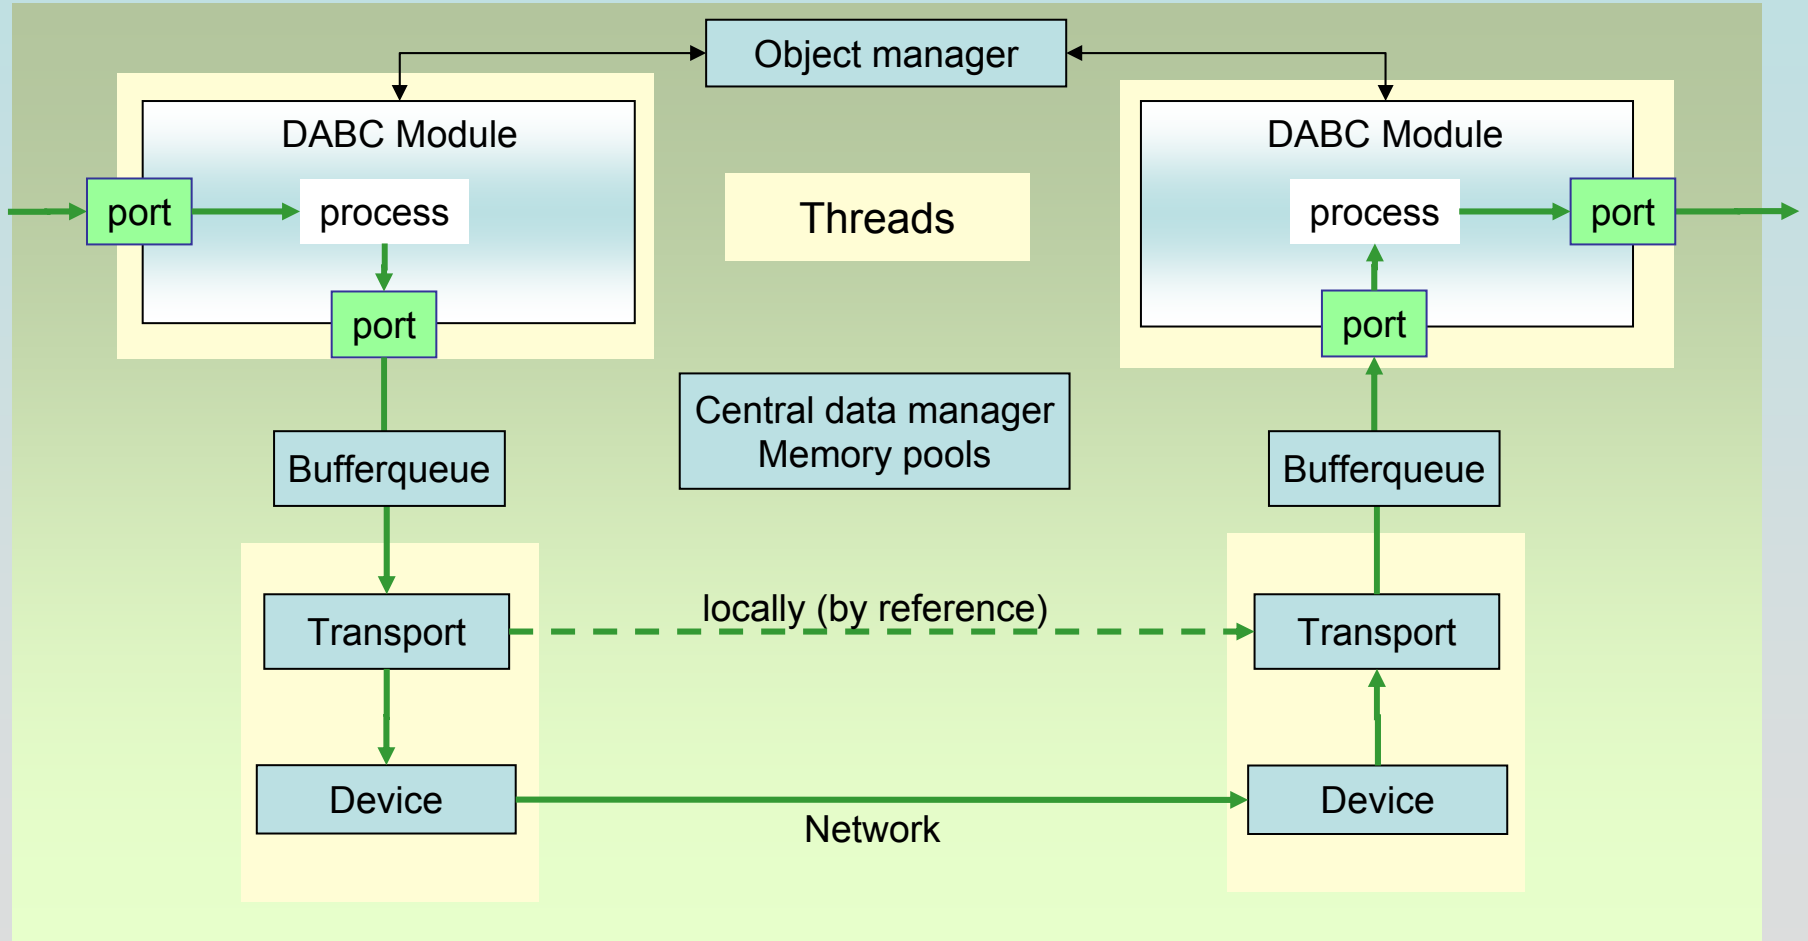 Object manager
DABC Module
DABC Module
port
process
Threads
process
port
port
port
Central data manager
Memory pools
Bufferqueue
Bufferqueue
locally (by reference)
Transport
Transport
Device
Device
Network